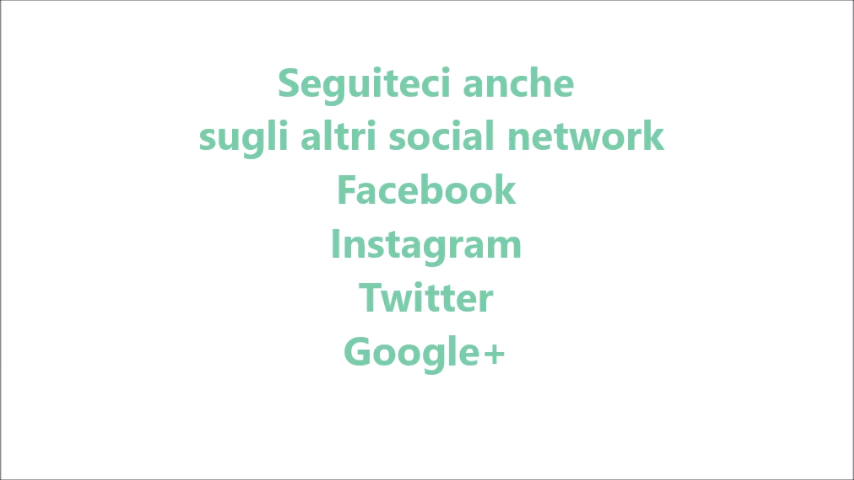 Seguiteci anche
sugli altri social network
Facebook
Instagram
Twitter
Google+